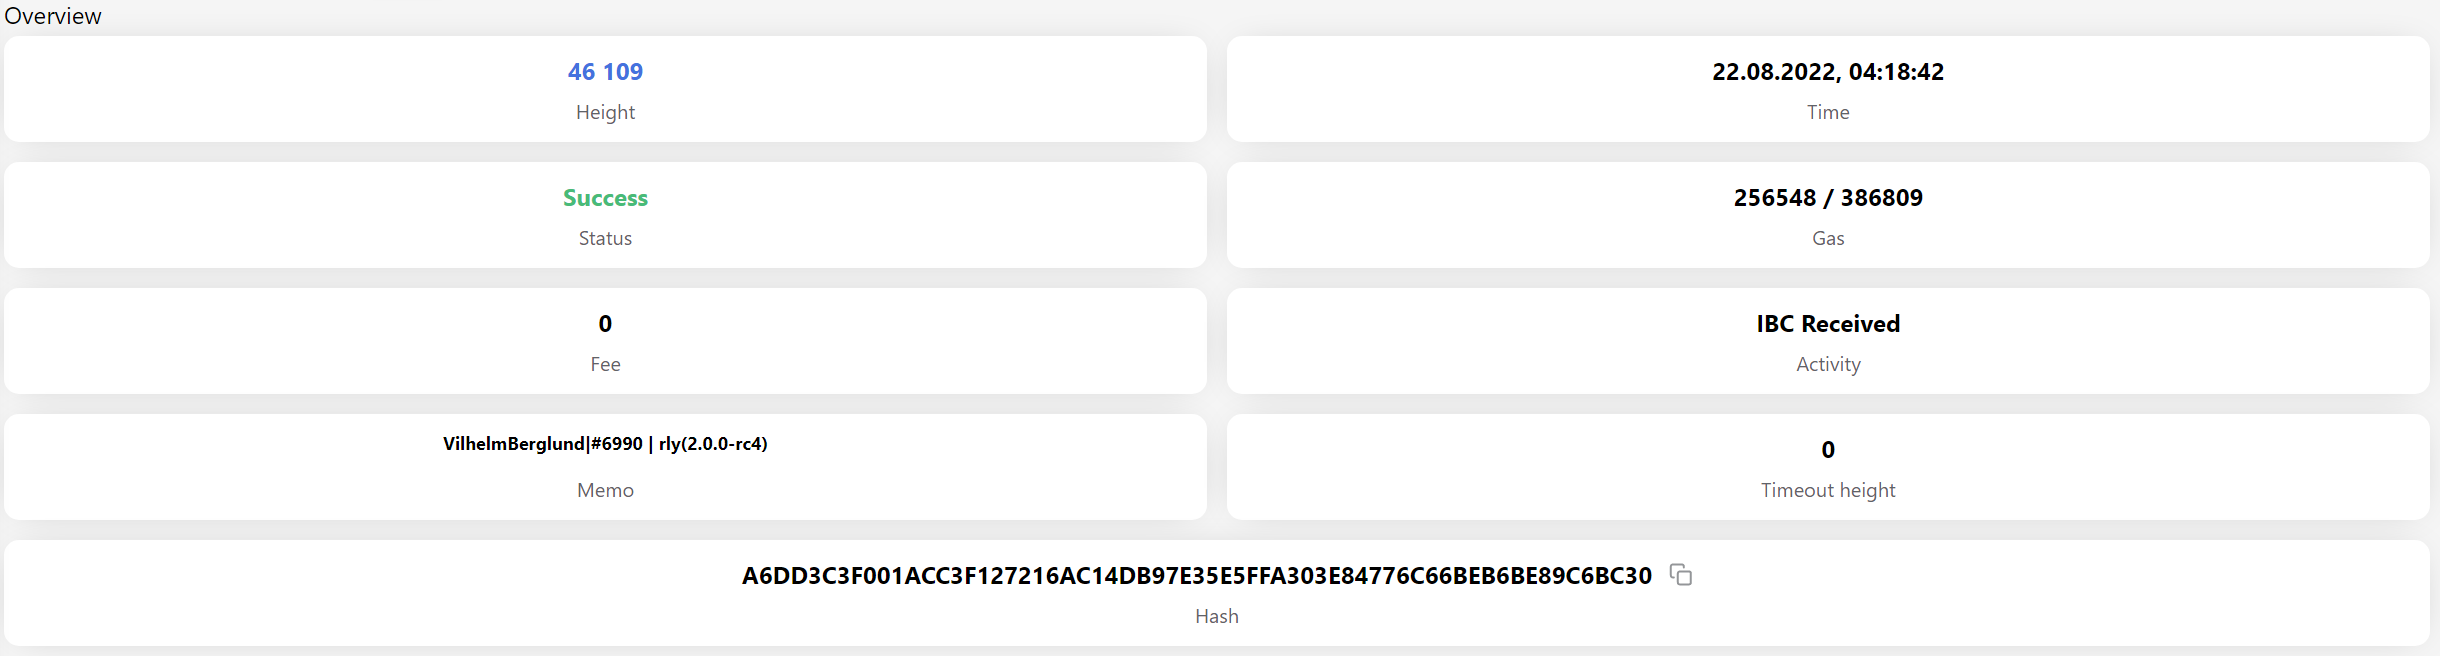 Overview
46 109
Height
22.08.2022, 04:18:42
Time
Success
Status
256548 / 386809
Gas
0
Fee
IBC Received
Activity
VilhelmBerglund|#6990 | rly(2.0.0-rc4)
Memo
0
Timeout height
A6DD3C3F001ACC3F127216AC14DB97E35E5FFA303E84776C66BEB6BE89C6BC30
Hash